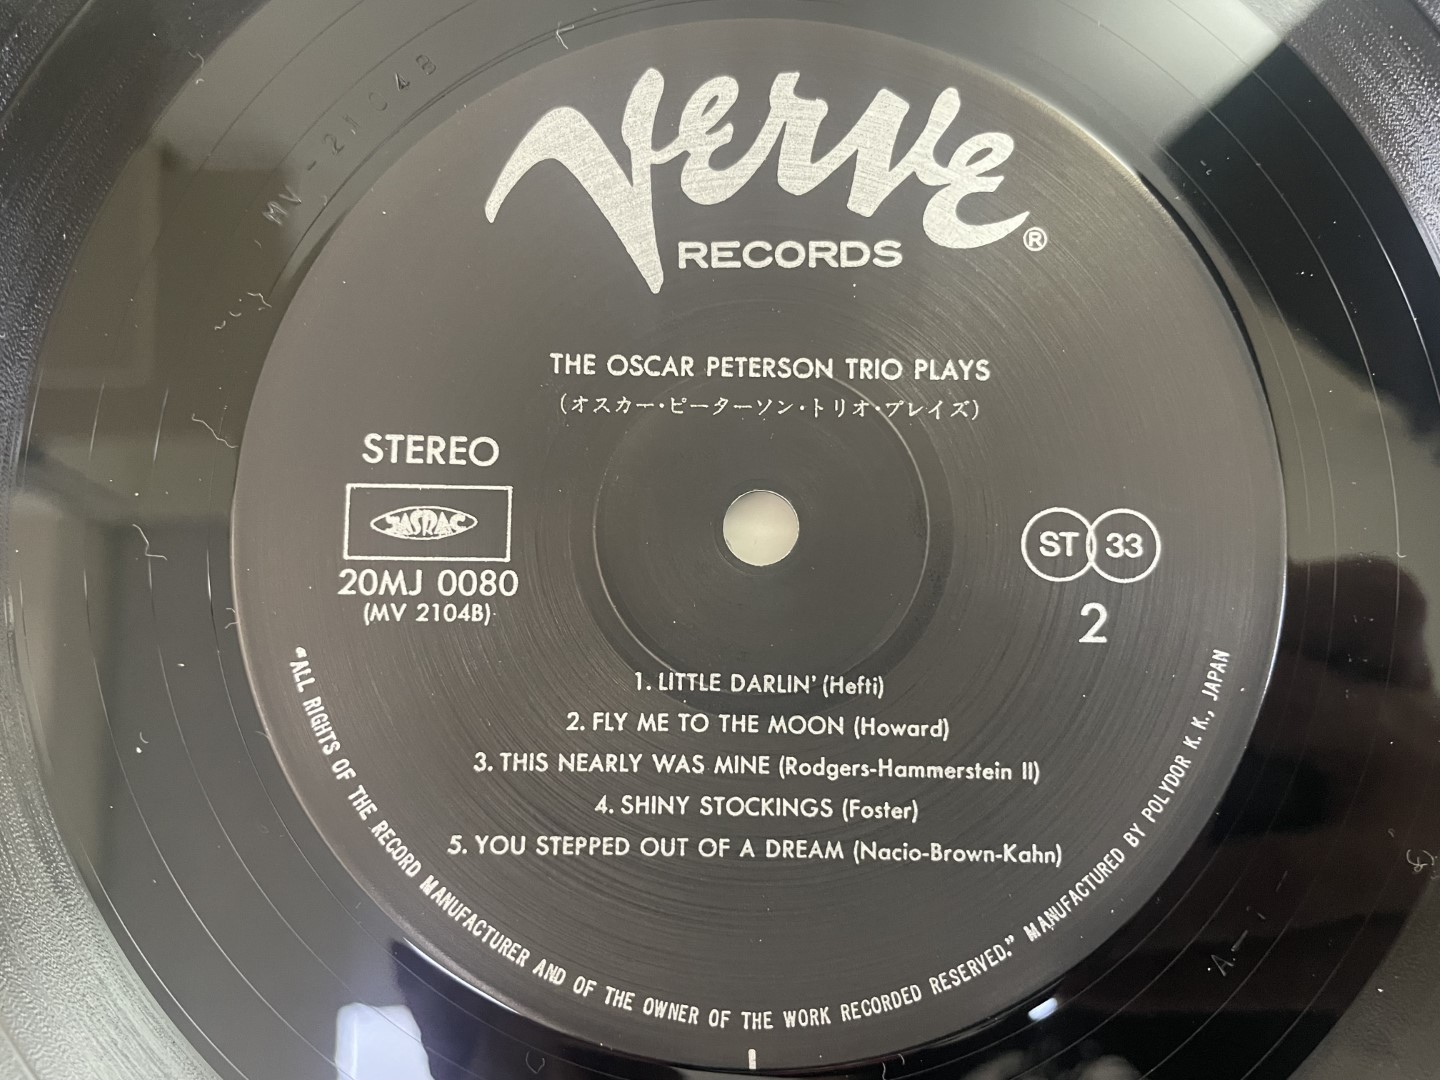 MV-2104B
Verve®
RECORDS
THE OSCAR PETERSON TRIO PLAYS
(オスカー・ピーターソン・トリオ・プレイズ)
STEREO
JASRAC
20MJ 0080
(MV 2104B)
ST 33
2
1. LITTLE DARLIN' (Hefti)
2. FLY ME TO THE MOON (Howard)
3. THIS NEARLY WAS MINE (Rodgers-Hammerstein II)
4. SHINY STOCKINGS (Foster)
5. YOU STEPPED OUT OF A DREAM (Nacio-Brown-Kahn)
"ALL RIGHTS OF THE RECORD MANUFACTURER AND OF THE OWNER OF THE WORK RECORDED RESERVED." MANUFACTURED BY POLYDOR K. K., JAPAN